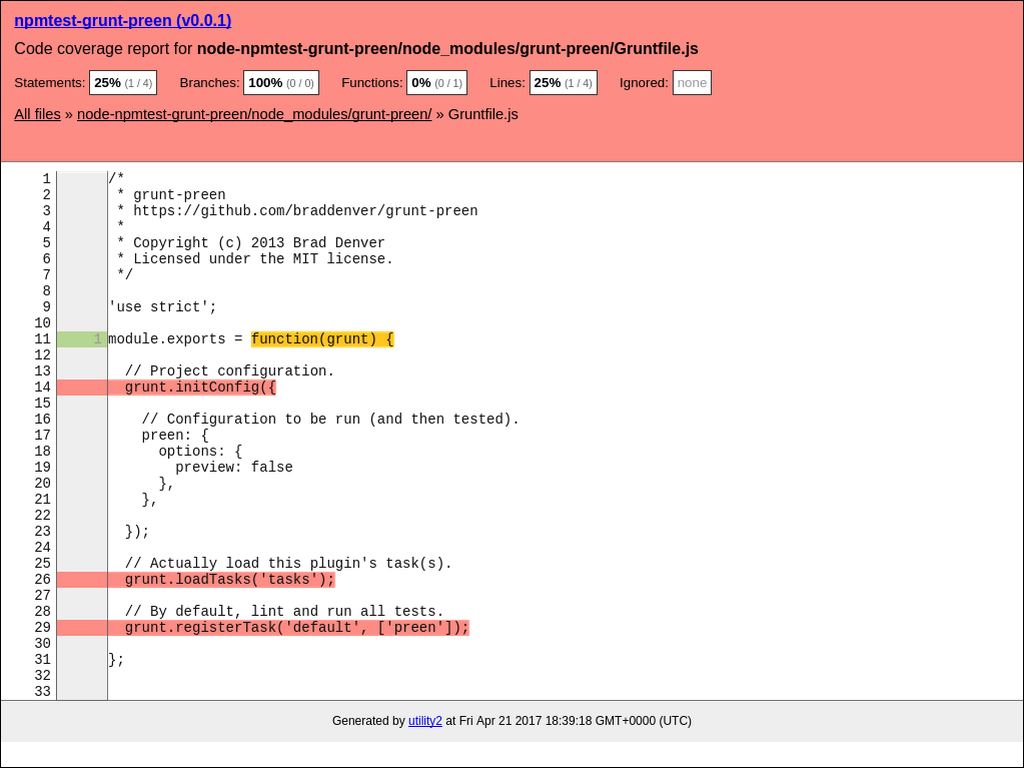 npmtest-grunt-preen (v0.0.1)
Code coverage report for node-npmtest-grunt-preen/node_modules/grunt-preen/Gruntfile.js
Statements: 25% (1 / 4) Branches: 100% (0 / 0) Functions: 0% (0 / 1) Lines: 25% (1 / 4) Ignored: none
All files » node-npmtest-grunt-preen/node_modules/grunt-preen/ » Gruntfile.js
1 /*
2  * grunt-preen
3  * https://github.com/braddenver/grunt-preen
4  *
5  * Copyright (c) 2013 Brad Denver
6  * Licensed under the MIT license.
7  */
8
9 'use strict';
10
11 1 module.exports = function(grunt) {
12
13   // Project configuration.
14   grunt.initConfig({
15
16     // Configuration to be run (and then tested).
17     preen: {
18       options: {
19         preview: false
20       },
21     },
22
23   });
24
25   // Actually load this plugin's task(s).
26   grunt.loadTasks('tasks');
27
28   // By default, lint and run all tests.
29   grunt.registerTask('default', ['preen']);
30
31 };
32
33
Generated by utility2 at Fri Apr 21 2017 18:39:18 GMT+0000 (UTC)